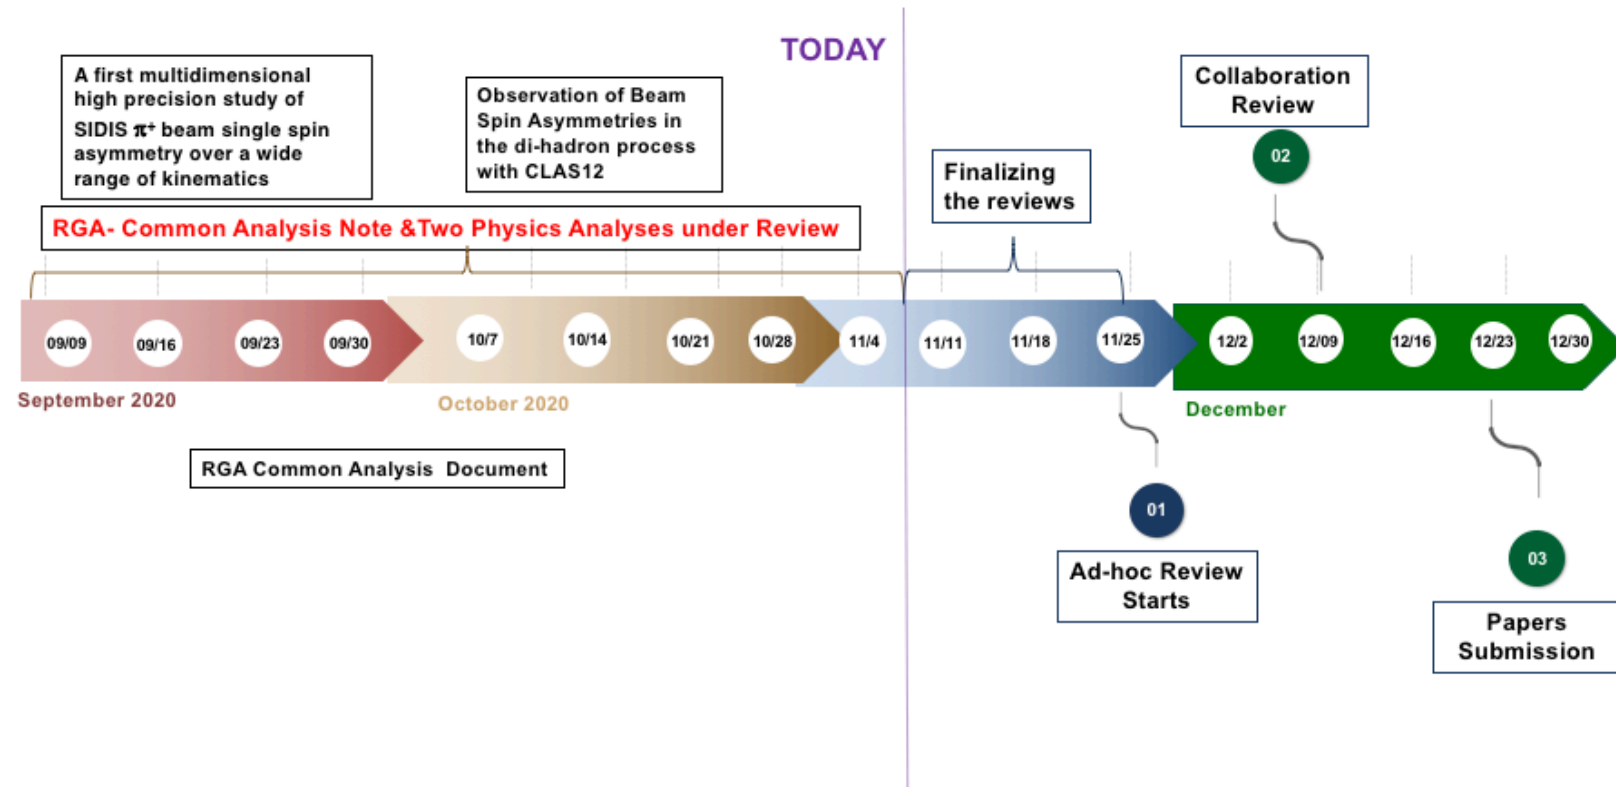 TODAY
A first multidimensional
high precision study of
SIDIS π⁺ beam single spin
asymmetry over a wide
range of kinematics
Observation of Beam
Spin Asymmetries in
the di-hadron process
with CLAS12
Collaboration
Review
02
Finalizing
the reviews
RGA- Common Analysis Note &Two Physics Analyses under Review
09/09 09/16 09/23 09/30 10/7 10/14 10/21 10/28 11/4 11/11 11/18 11/25 12/2 12/09 12/16 12/23 12/30
September 2020
October 2020
December
RGA Common Analysis Document
01
Ad-hoc Review
Starts
03
Papers
Submission